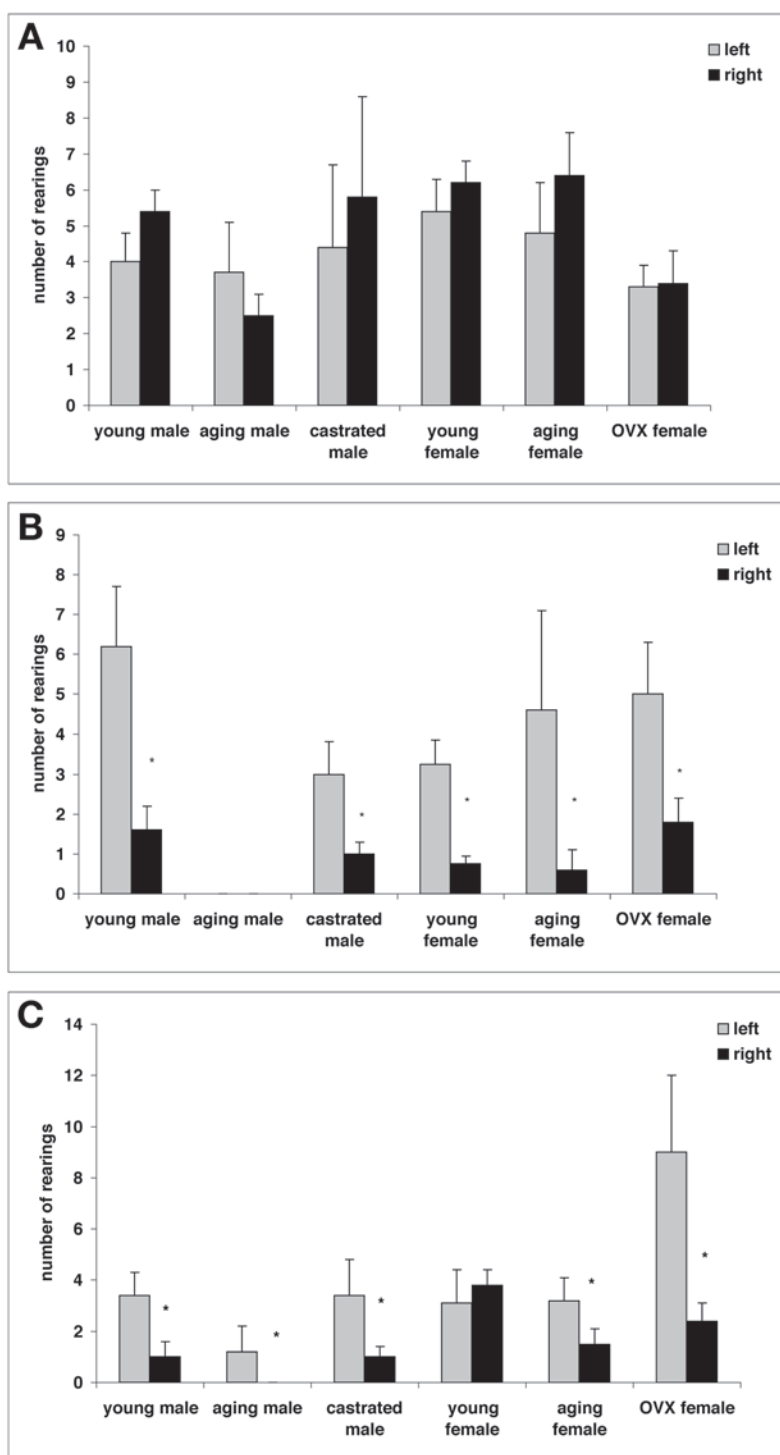 A
10
9
8
7
6
5
4
3
2
1
0
number of rearings
left
right
young male aging male castrated young aging OVX female
male female female
B
9
8
7
6
5
4
3
2
1
0
number of rearings
left
right
* * * * *
young male aging male castrated young aging OVX female
male female female
C
14
12
10
8
6
4
2
0
number of rearings
left
right
* * * * *
young male aging male castrated young aging OVX female
male female female